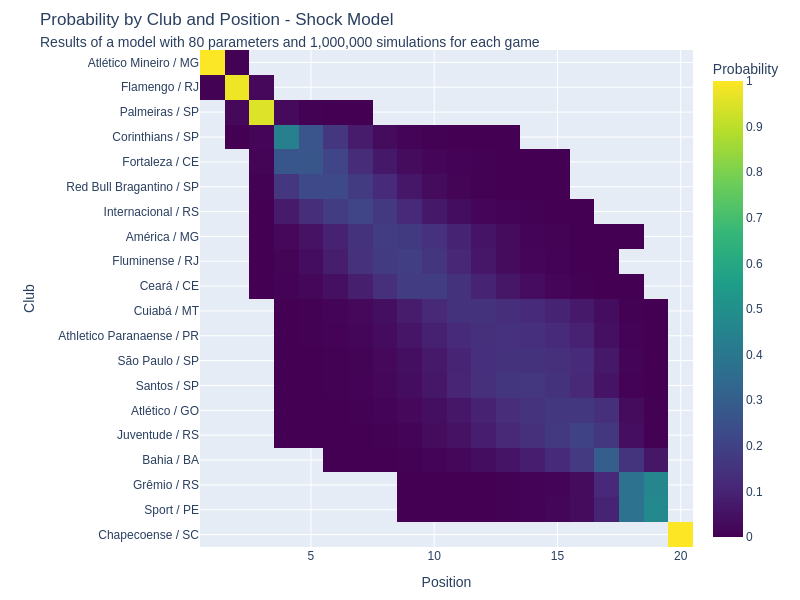 Probability by Club and Position - Shock Model
Results of a model with 80 parameters and 1,000,000 simulations for each game
Probability
Atlético Mineiro / MG
Flamengo / RJ
Palmeiras / SP
Corinthians / SP
Fortaleza / CE
Red Bull Bragantino / SP
Internacional / RS
América / MG
Fluminense / RJ
Ceará / CE
Cuiabá / MT
Athletico Paranaense / PR
São Paulo / SP
Santos / SP
Atlético / GO
Juventude / RS
Bahia / BA
Grêmio / RS
Sport / PE
Chapecoense / SC
Club
5 10 15 20
Position
1
0.9
0.8
0.7
0.6
0.5
0.4
0.3
0.2
0.1
0